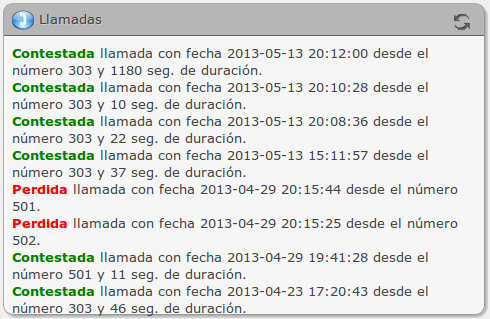 Llamadas
Contestada llamada con fecha 2013-05-13 20:12:00 desde el
número 303 y 1180 seg. de duración.
Contestada llamada con fecha 2013-05-13 20:10:28 desde el
número 303 y 10 seg. de duración.
Contestada llamada con fecha 2013-05-13 20:08:36 desde el
número 303 y 22 seg. de duración.
Contestada llamada con fecha 2013-05-13 15:11:57 desde el
número 303 y 37 seg. de duración.
Perdida llamada con fecha 2013-04-29 20:15:44 desde el número
501.
Perdida llamada con fecha 2013-04-29 20:15:25 desde el número
502.
Contestada llamada con fecha 2013-04-29 19:41:28 desde el
número 501 y 11 seg. de duración.
Contestada llamada con fecha 2013-04-23 17:20:43 desde el
número 303 y 46 seg. de duración.